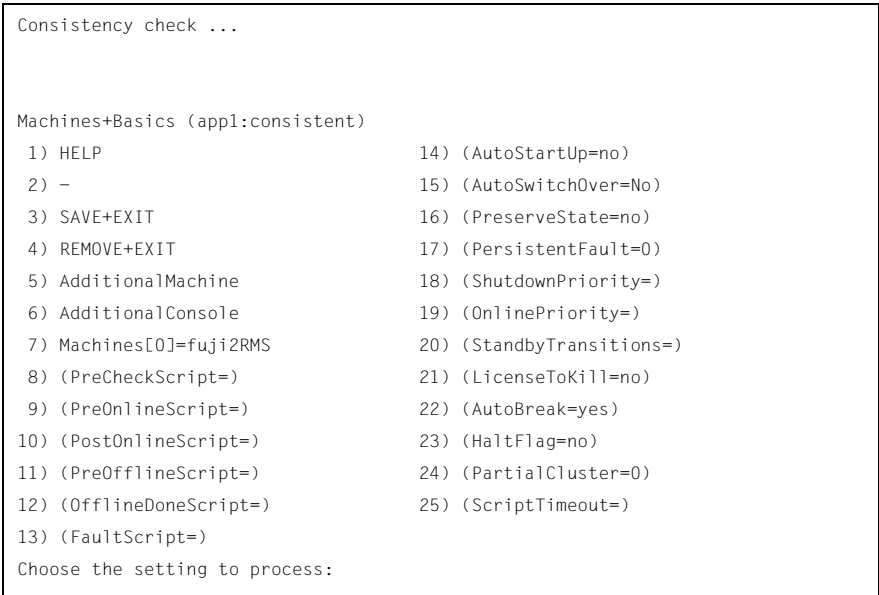 Consistency check ...
Machines+Basics (app1:consistent)
1) HELP 14) (AutoStartUp=no)
2) - 15) (AutoSwitchOver=No)
3) SAVE+EXIT 16) (PreserveState=no)
4) REMOVE+EXIT 17) (PersistentFault=0)
5) AdditionalMachine 18) (ShutdownPriority=)
6) AdditionalConsole 19) (OnlinePriority=)
7) Machines[0]=fuji2RMS 20) (StandbyTransitions=)
8) (PreCheckScript=) 21) (LicenseToKill=no)
9) (PreOnlineScript=) 22) (AutoBreak=yes)
10) (PostOnlineScript=) 23) (HaltFlag=no)
11) (PreOfflineScript=) 24) (PartialCluster=0)
12) (OfflineDoneScript=) 25) (ScriptTimeout=)
13) (FaultScript=)
Choose the setting to process: